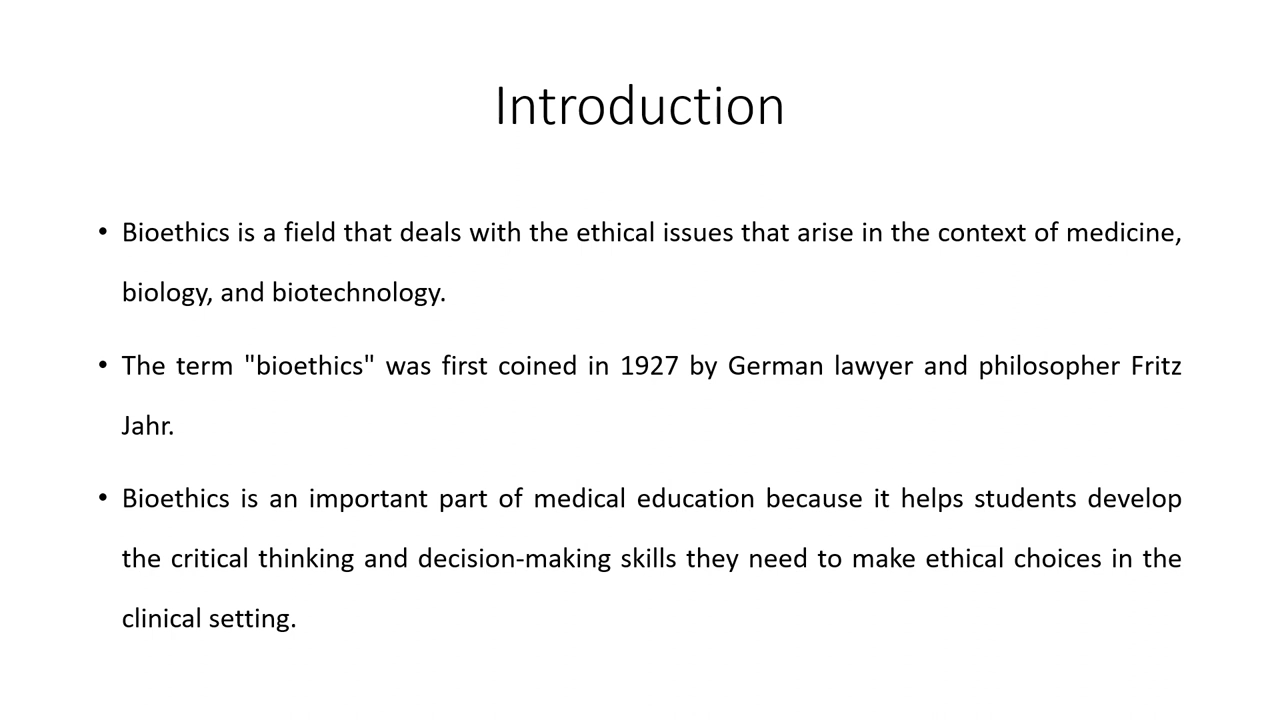 Introduction
• Bioethics is a field that deals with the ethical issues that arise in the context of medicine,
biology, and biotechnology.
• The term "bioethics" was first coined in 1927 by German lawyer and philosopher Fritz
Jahr.
• Bioethics is an important part of medical education because it helps students develop
the critical thinking and decision-making skills they need to make ethical choices in the
clinical setting.